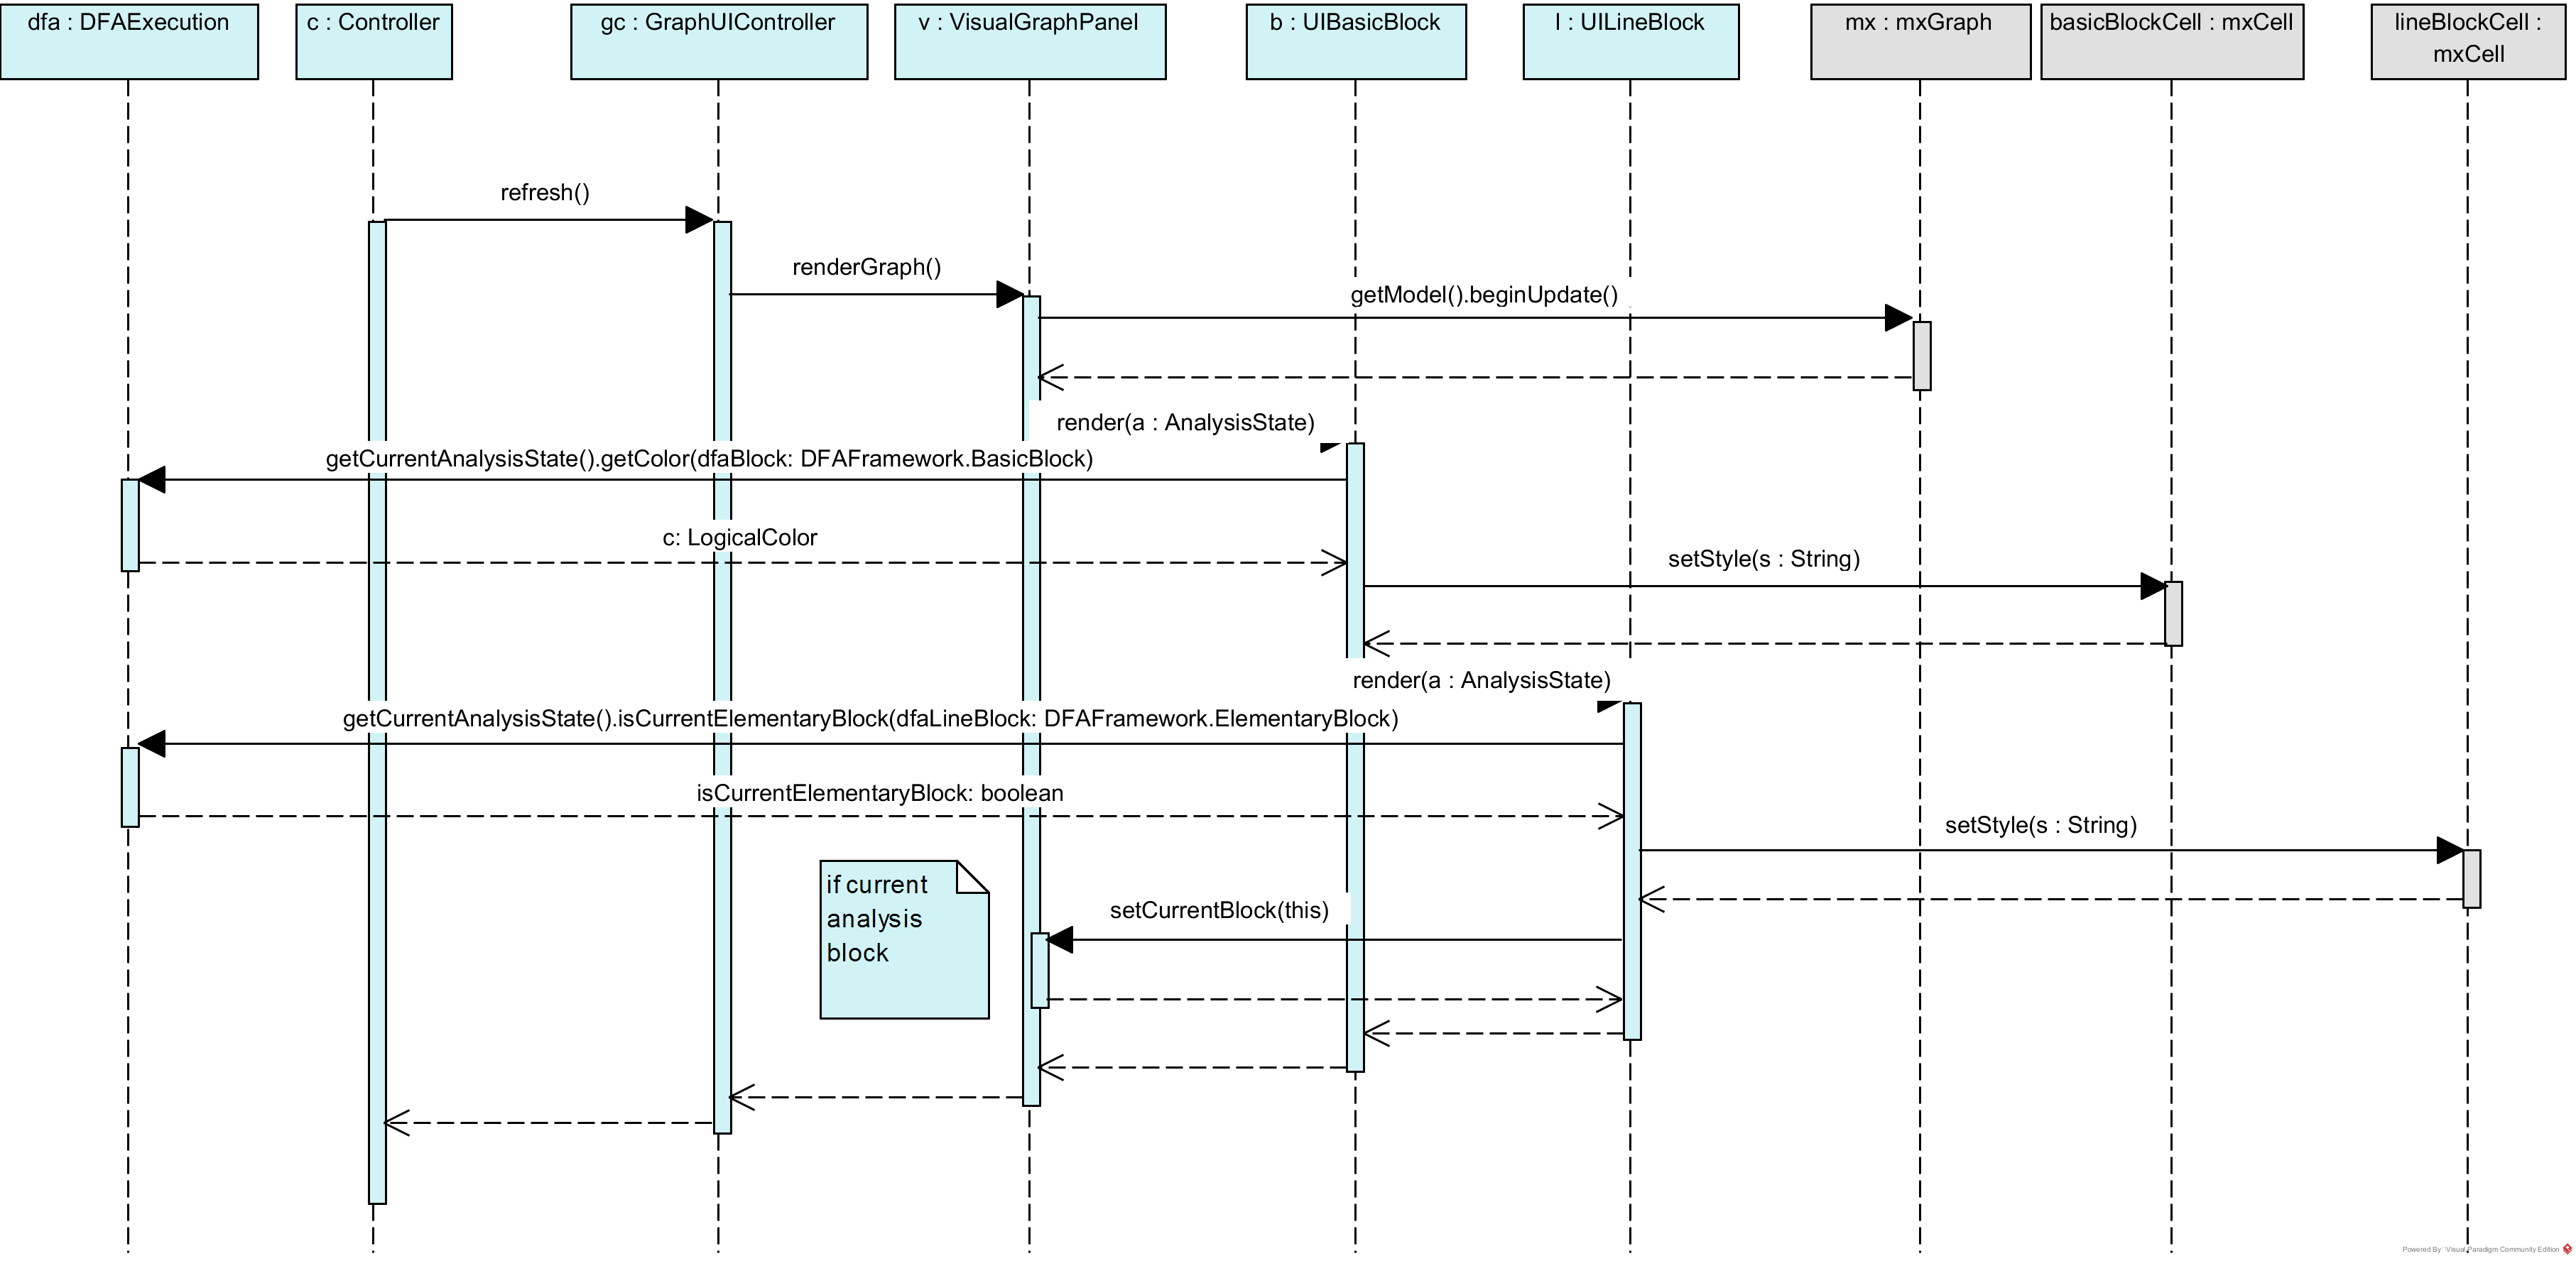 dfa : DFAExecution
c : Controller
gc : GraphUIController
v : VisualGraphPanel
b : UIBasicBlock
l : UILineBlock
mx : mxGraph
basicBlockCell : mxCell
lineBlockCell :
mxCell
refresh()
renderGraph()
getModel().beginUpdate()
render(a : AnalysisState)
getCurrentAnalysisState().getColor(dfaBlock: DFAFramework.BasicBlock)
c: LogicalColor
setStyle(s : String)
render(a : AnalysisState)
getCurrentAnalysisState().isCurrentElementaryBlock(dfaLineBlock: DFAFramework.ElementaryBlock)
isCurrentElementaryBlock: boolean
setStyle(s : String)
if current
analysis
block
setCurrentBlock(this)
Powered By Visual Paradigm Community Edition